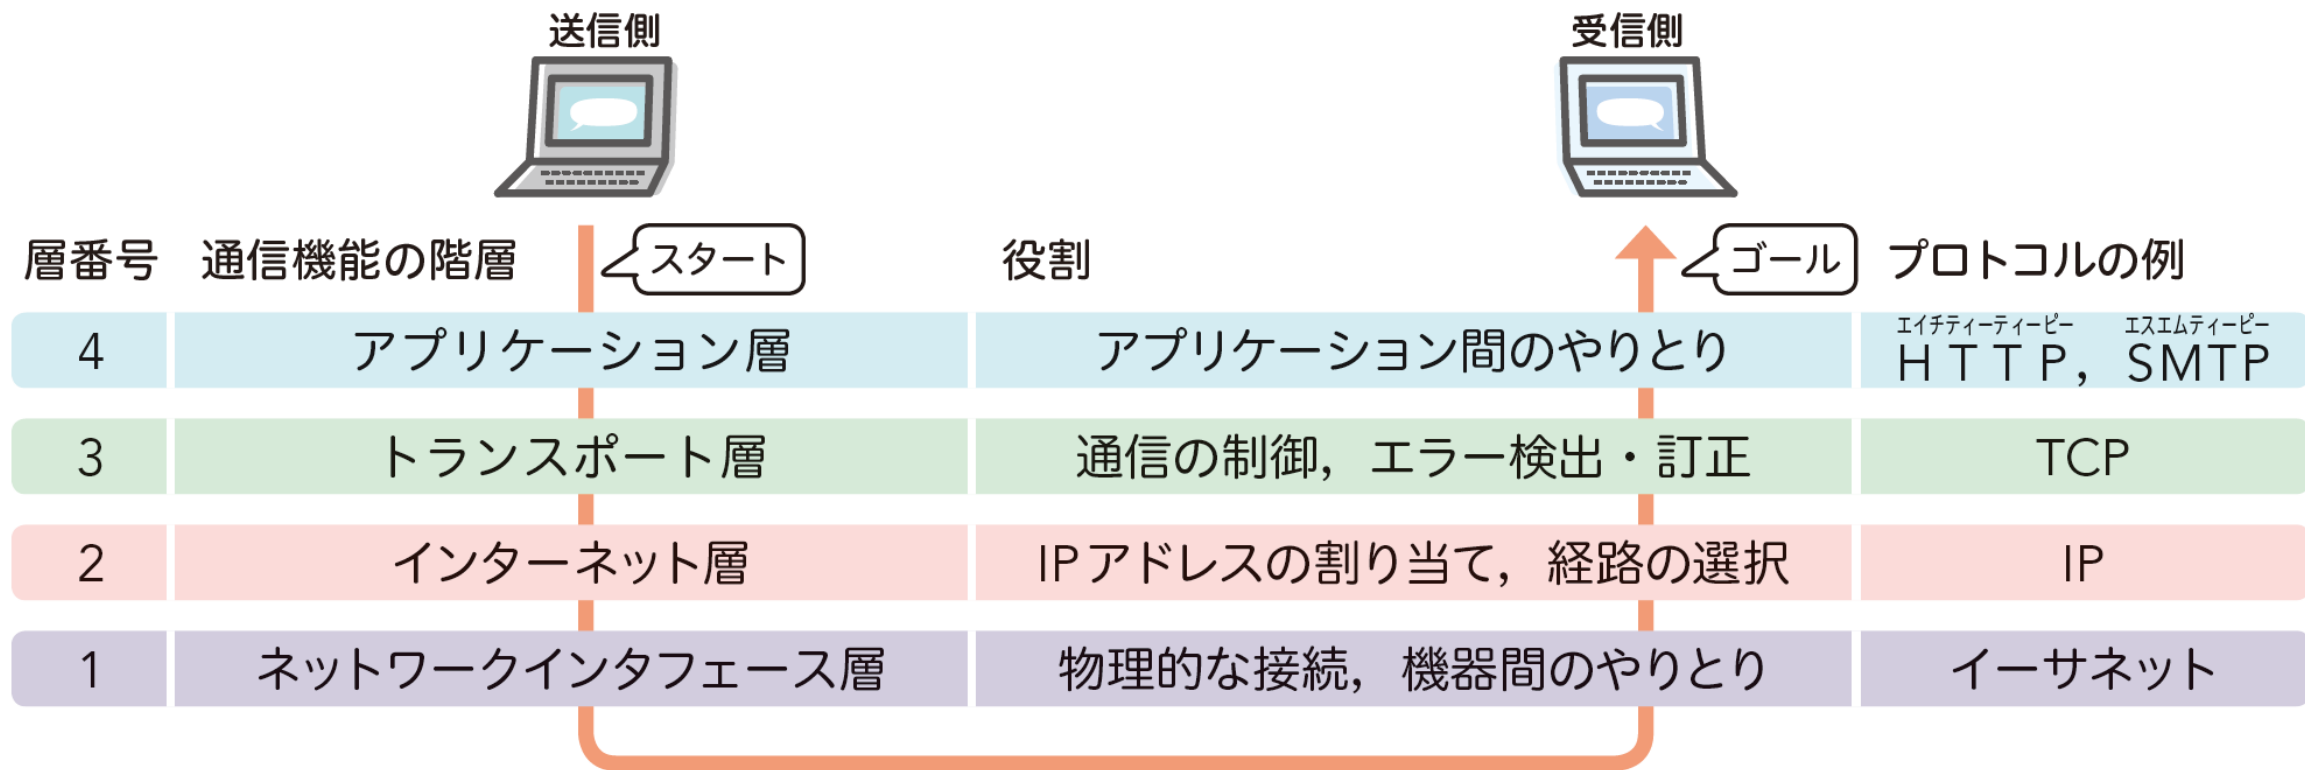 送信側 受信側
層番号 通信機能の階層 スタート 役割 ゴール プロトコルの例
エイチティーティーピー エスエムティーピー
4 アプリケーション層 アプリケーション間のやりとり HTTP，SMTP
3 トランスポート層 通信の制御，エラー検出・訂正 TCP
2 インターネット層 IPアドレスの割り当て，経路の選択 IP
1 ネットワークインタフェース層 物理的な接続，機器間のやりとり イーサネット